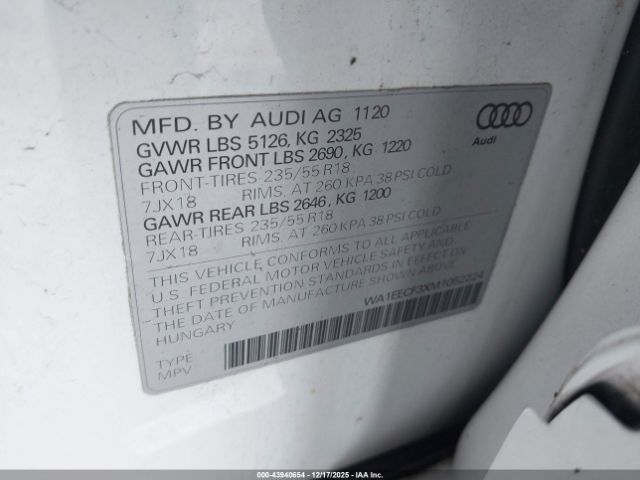 MFD. BY AUDI AG 1120
GVWR LBS 5126, KG 2325
GAWR FRONT LBS 2690, KG 1220
FRONT-TIRES 235/55 R18
7JX18 RIMS, AT 260 KPA 38 PSI COLD
GAWR REAR LBS 2646, KG 1200
REAR-TIRES 235/55 R18
7JX18 RIMS, AT 260 KPA 38 PSI COLD
THIS VEHICLE CONFORMS TO ALL APPLICABLE
U.S. FEDERAL MOTOR VEHICLE SAFETY AND
THEFT PREVENTION STANDARDS IN EFFECT ON
THE DATE OF MANUFACTURE SHOWN ABOVE.
HUNGARY
WA1EECF3XM1052224
TYPE
MPV
Audi
00-43940654 - 12/17/2025 - IAAI.COM